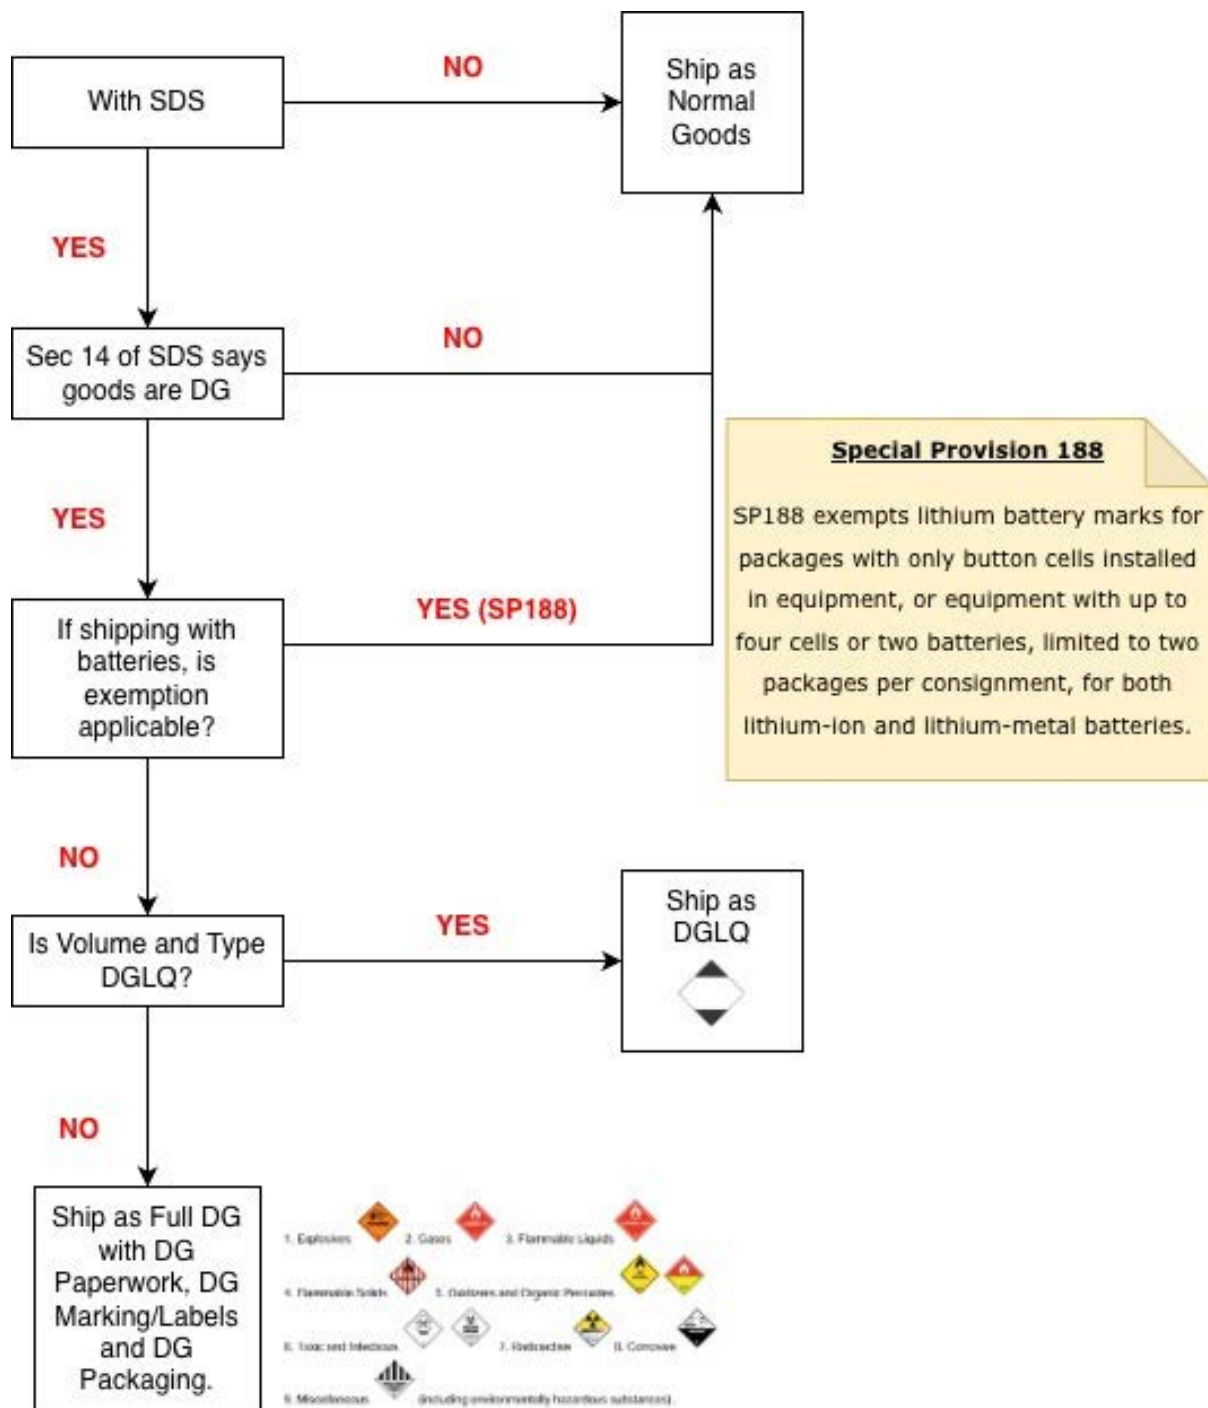 With SDS
NO
Ship as
Normal
Goods
YES
Sec 14 of SDS says
goods are DG
NO
YES
Special Provision 188
SP188 exempts lithium battery marks for
packages with only button cells installed
in equipment, or equipment with up to
four cells or two batteries, limited to two
packages per consignment, for both
lithium-ion and lithium-metal batteries.
If shipping with
batteries, is
exemption
applicable?
YES (SP188)
NO
Is Volume and Type
DGLQ?
YES
Ship as
DGLQ
NO
Ship as Full DG
with DG
Paperwork, DG
Marking/Labels
and DG
Packaging.
1. Explosives 2. Gases 3. Flammable Liquids
4. Flammable Solids 5. Oxidizers and Organic Peroxides
6. Toxic and Infectious 7. Radioactive 8. Corrosive
9. Miscellaneous (including environmentally hazardous substances).